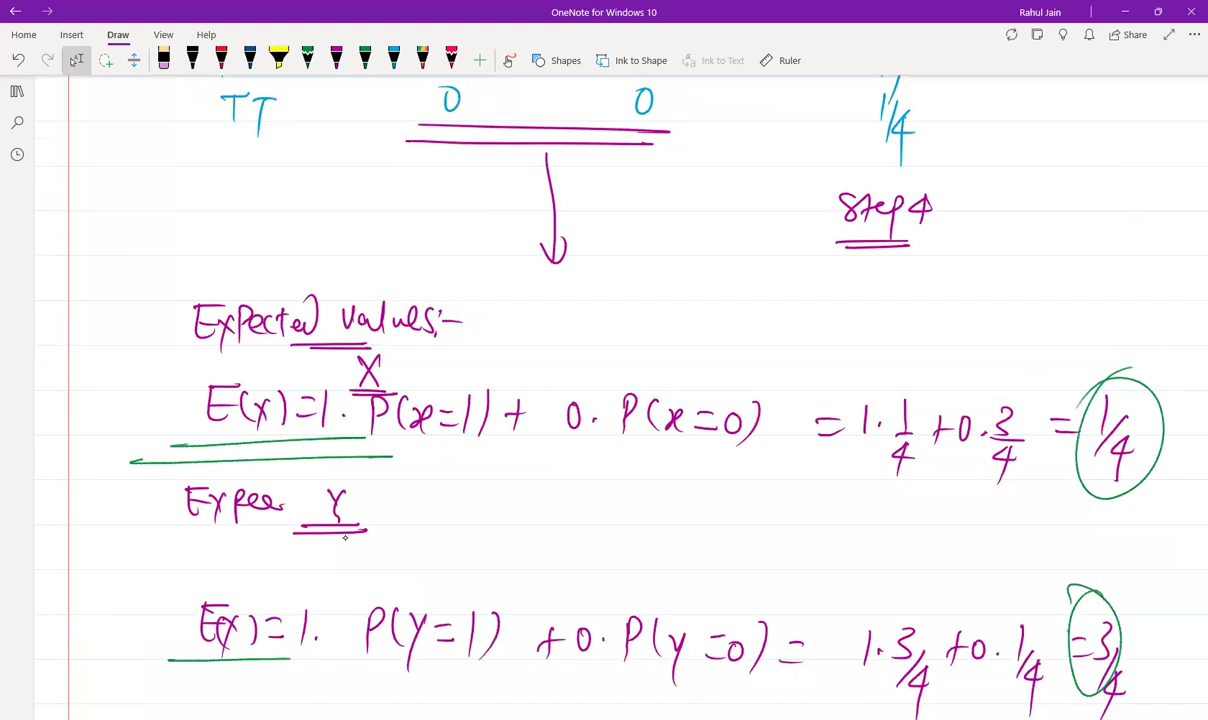 OneNote for Windows 10
Rahul Jain
Home Insert Draw View Help
Share
Shapes Ink to Shape Ink to Text Ruler
TT 0 0 1/4
Step 4
Expected values:-
X
E(x)=1. P(x=1) + 0. P(x=0) = 1. 1/4 + 0. 3/4 = 1/4
Expec. Y
E(y)=1. P(y=1) + 0. P(y=0) = 1. 3/4 + 0. 1/4 = 3/4